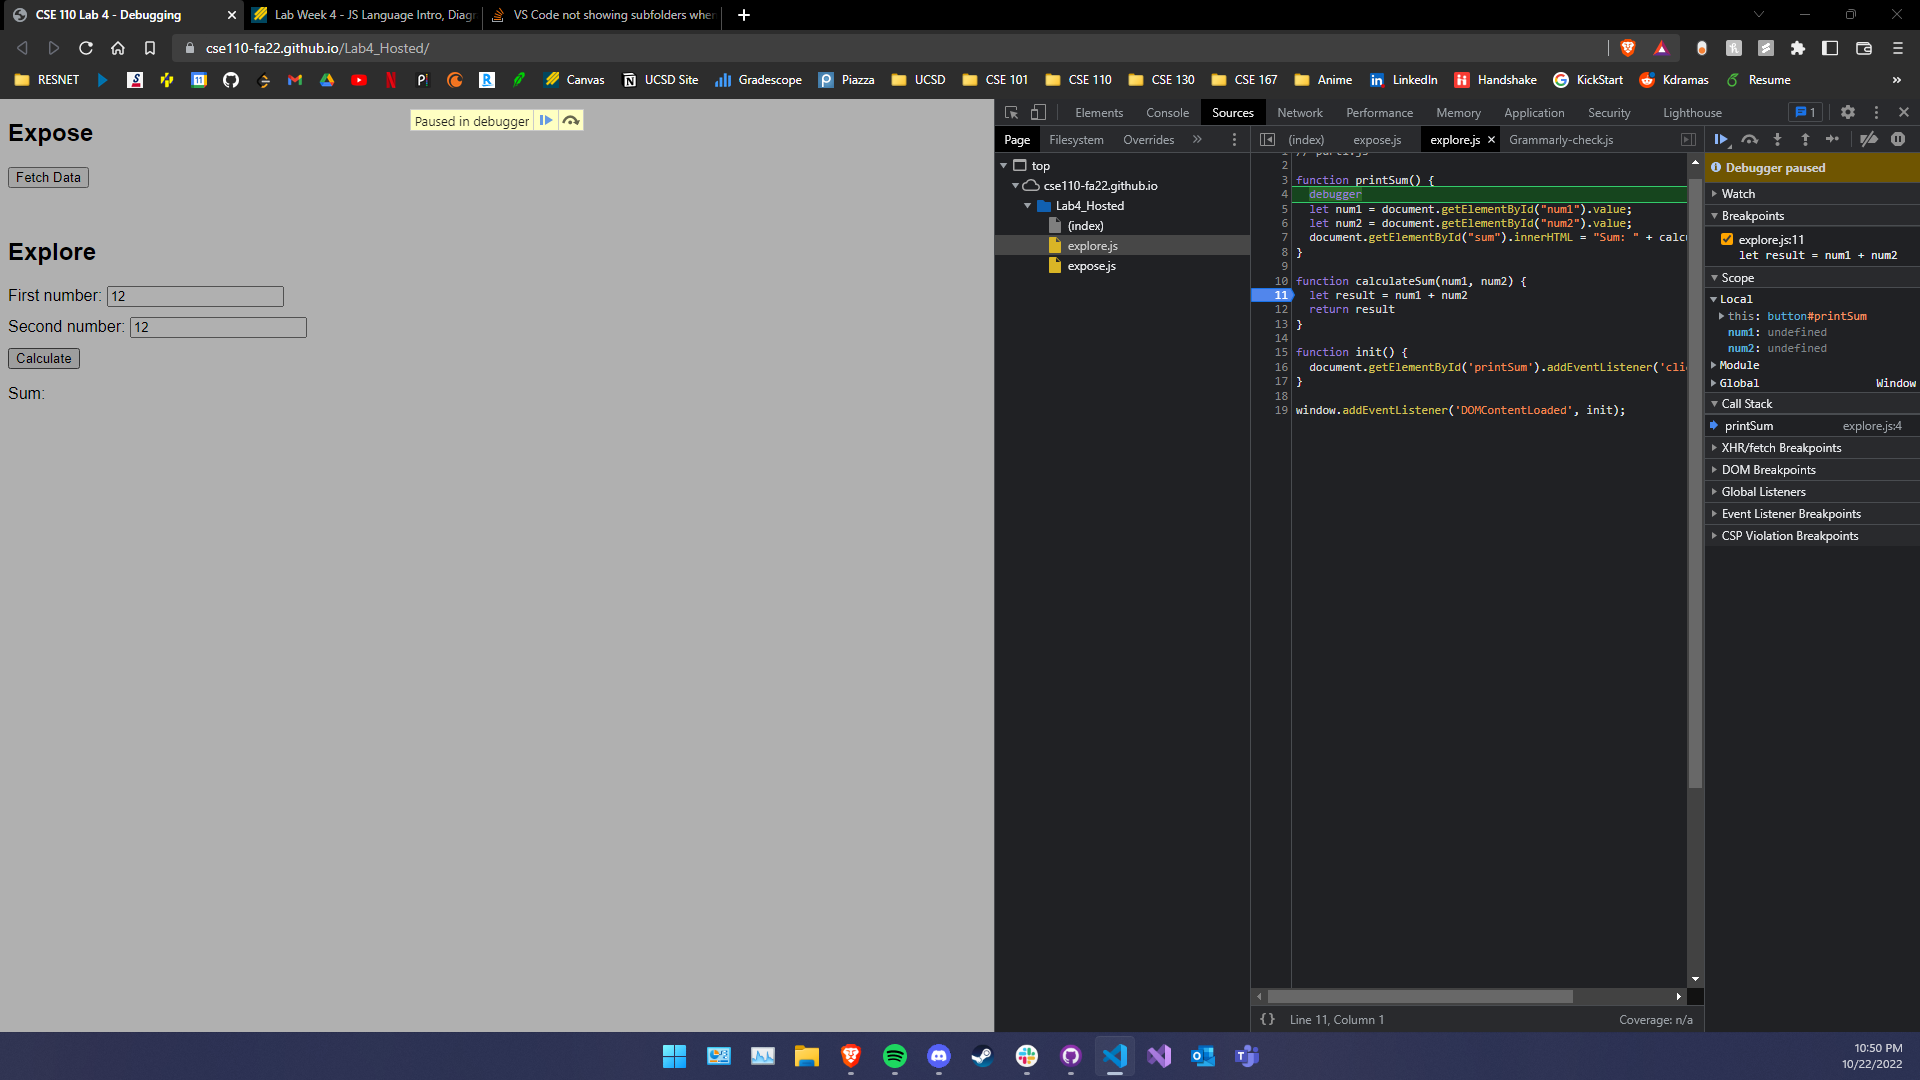 CSE 110 Lab 4 - Debugging
Lab Week 4 - JS Language Intro, Diag
VS Code not showing subfolders whe
cse110-fa22.github.io/Lab4_Hosted/
RESNET Canvas UCSD Site Gradescope Piazza UCSD CSE 101 CSE 110 CSE 130 CSE 167 Anime LinkedIn Handshake KickStart Kdramas Resume »
Expose
Fetch Data
Paused in debugger
Explore
First number: 12
Second number: 12
Calculate
Sum:
Elements Console Sources Network Performance Memory Application Security Lighthouse 1
Page Filesystem Overrides »
top
cse110-fa22.github.io
Lab4_Hosted
(index)
explore.js
expose.js
(index) expose.js explore.js Grammarly-check.js
2
3 function printSum() {
4 debugger
5 let num1 = document.getElementById("num1").value;
6 let num2 = document.getElementById("num2").value;
7 document.getElementById("sum").innerHTML = "Sum: " + calcu
8 }
9
10 function calculateSum(num1, num2) {
11 let result = num1 + num2
12 return result
13 }
14
15 function init() {
16 document.getElementById('printSum').addEventListener('cli
17 }
18
19 window.addEventListener('DOMContentLoaded', init);
{} Line 11, Column 1 Coverage: n/a
Debugger paused
Watch
Breakpoints
explore.js:11
let result = num1 + num2
Scope
Local
this: button#printSum
num1: undefined
num2: undefined
Module
Global Window
Call Stack
printSum explore.js:4
XHR/fetch Breakpoints
DOM Breakpoints
Global Listeners
Event Listener Breakpoints
CSP Violation Breakpoints
10:50 PM
10/22/2022